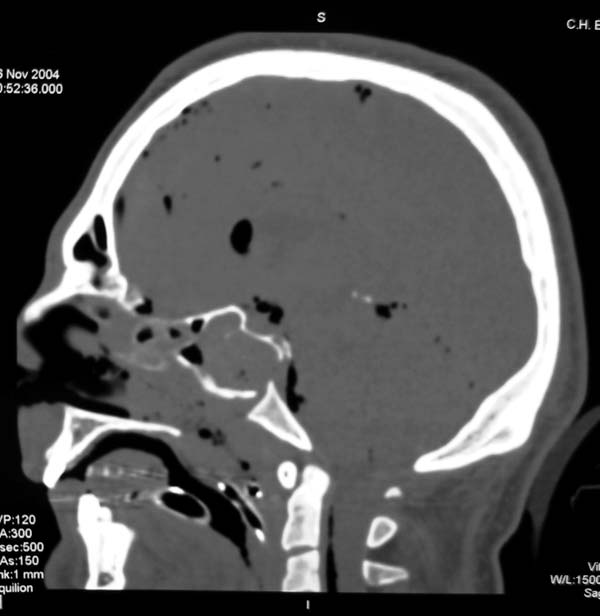 S
C.H. E
6 Nov 2004
0:52:36.000
VP:120
A:300
sec:500
As:150
nk:1 mm
quilion
Vi
W/L:1500
Sag
I